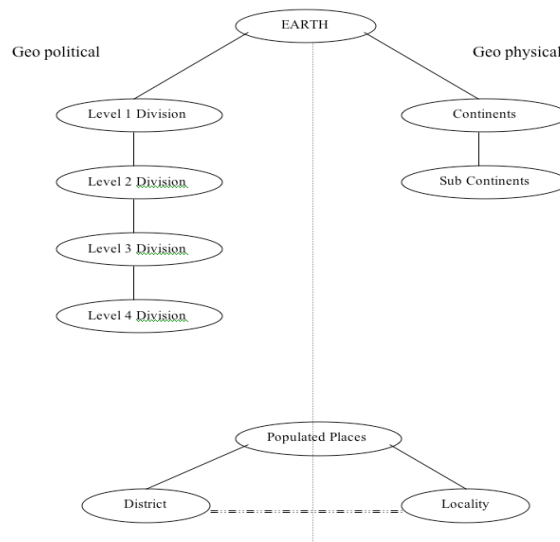 EARTH
Geo political
Geo physical
Level 1 Division
Continents
Level 2 Division
Sub Continents
Level 3 Division
Level 4 Division
Populated Places
District
Locality